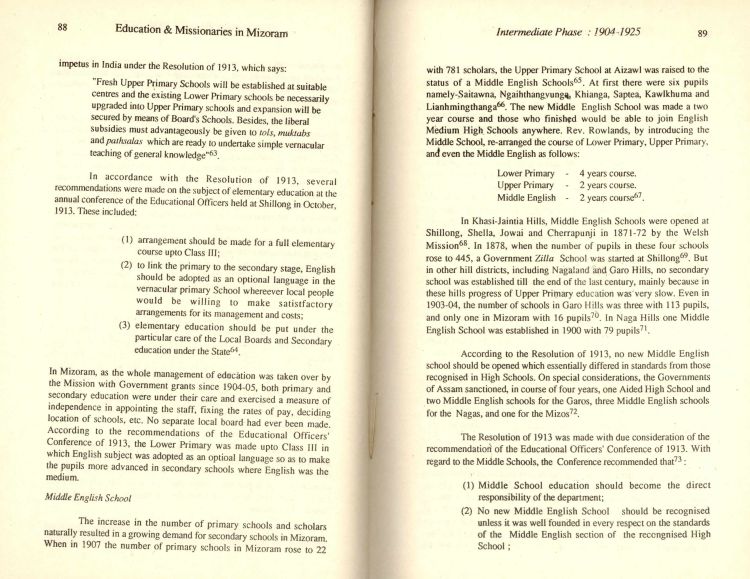 88
Education & Missionaries in Mizoram
impetus in India under the Resolution of 1913, which says:
"Fresh Upper Primary Schools will be established at suitable
centres and the existing Lower Primary schools be necessarily
upgraded into Upper Primary schools and expansion will be
secured by means of Board's Schools. Besides, the liberal
subsidies must advantageously be given to tols, muktabs
and pathsalas which are ready to undertake simple vernacular
teaching of general knowledge"63.
In accordance with the Resolution of 1913, several
recommendations were made on the subject of elementary education at the
annual conference of the Educational Officers held at Shillong in October,
1913. These included:
(1) arrangement should be made for a full elementary
course upto Class III;
(2) to link the primary to the secondary stage, English
should be adopted as an optional language in the
vernacular primary School whereever local people
would be willing to make satisfactory
arrangements for its management and costs;
(3) elementary education should be put under the
particular care of the Local Boards and Secondary
education under the State64.
In Mizoram, as the whole management of education was taken over by
the Mission with Government grants since 1904-05, both primary and
secondary education were under their care and exercised a measure of
independence in appointing the staff, fixing the rates of pay, deciding
location of schools, etc. No separate local board had ever been made.
According to the recommendations of the Educational Officers'
Conference of 1913, the Lower Primary was made upto Class III in
which English subject was adopted as an optioal language so as to make
the pupils more advanced in secondary schools where English was the
medium.
Middle English School
The increase in the number of primary schools and scholars
naturally resulted in a growing demand for secondary schools in Mizoram.
When in 1907 the number of primary schools in Mizoram rose to 22
Intermediate Phase : 1904-1925
89
with 781 scholars, the Upper Primary School at Aizawl was raised to the
status of a Middle English Schools65. At first there were six pupils
namely-Saitawna, Ngaihthangvunga, Khianga, Saptea, Kawlkhuma and
Lianhmingthanga66. The new Middle English School was made a two
year course and those who finished would be able to join English
Medium High Schools anywhere. Rev. Rowlands, by introducing the
Middle School, re-arranged the course of Lower Primary, Upper Primary,
and even the Middle English as follows:
Lower Primary - 4 years course.
Upper Primary - 2 years course.
Middle English - 2 years course67.
In Khasi-Jaintia Hills, Middle English Schools were opened at
Shillong, Shella, Jowai and Cherrapunji in 1871-72 by the Welsh
Mission68. In 1878, when the number of pupils in these four schools
rose to 445, a Government Zilla School was started at Shillong69. But
in other hill districts, including Nagaland and Garo Hills, no secondary
school was established till the end of the last century, mainly because in
these hills progress of Upper Primary education was very slow. Even in
1903-04, the number of schools in Garo Hills was three with 113 pupils,
and only one in Mizoram with 16 pupils70. In Naga Hills one Middle
English School was established in 1900 with 79 pupils71.
According to the Resolution of 1913, no new Middle English
school should be opened which essentially differed in standards from those
recognised in High Schools. On special considerations, the Governments
of Assam sanctioned, in course of four years, one Aided High School and
two Middle English schools for the Garos, three Middle English schools
for the Nagas, and one for the Mizos72.
The Resolution of 1913 was made with due consideration of the
recommendation of the Educational Officers' Conference of 1913. With
regard to the Middle Schools, the Conference recommended that73 :
(1) Middle School education should become the direct
responsibility of the department;
(2) No new Middle English School should be recognised
unless it was well founded in every respect on the standards
of the Middle English section of the recongnised High
School ;